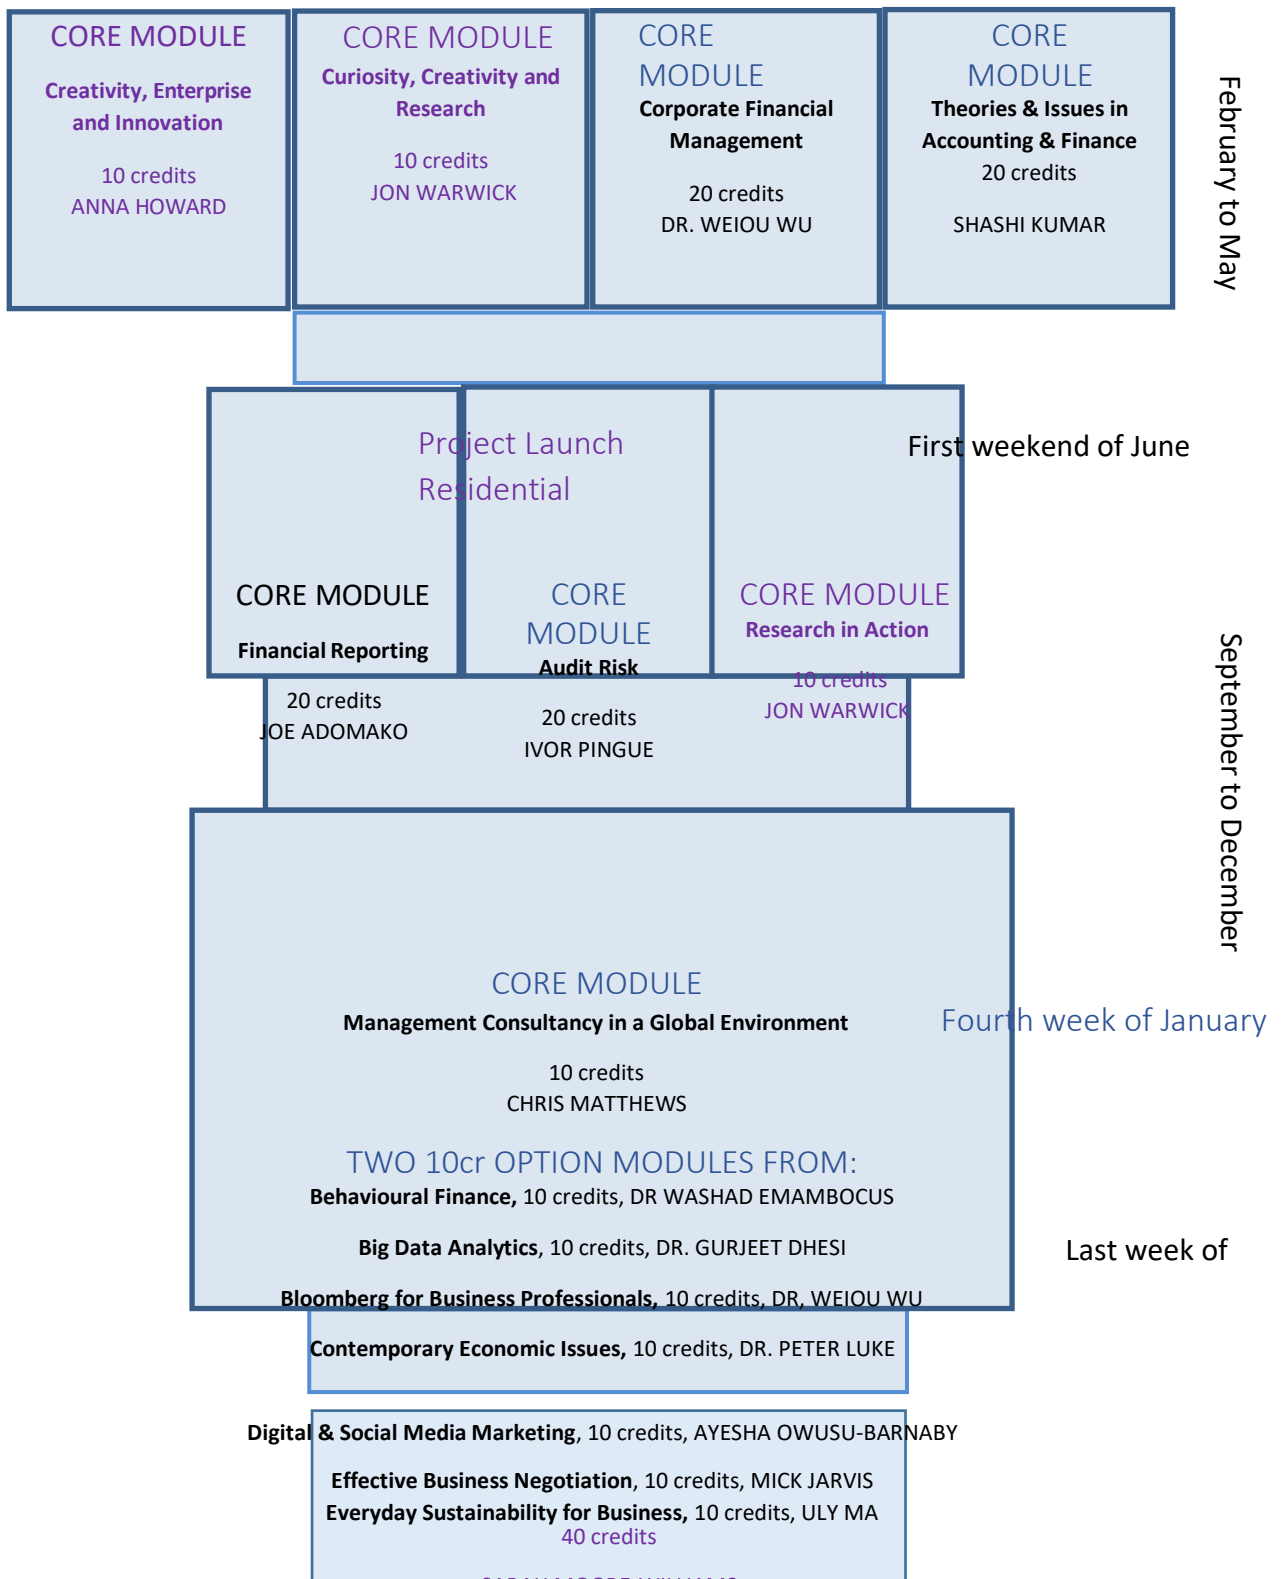 CORE MODULE
Creativity, Enterprise
and Innovation
10 credits
ANNA HOWARD
CORE MODULE
Curiosity, Creativity and
Research
10 credits
JON WARWICK
CORE
MODULE
Corporate Financial
Management
20 credits
DR. WEIOU WU
CORE
MODULE
Theories & Issues in
Accounting & Finance
20 credits
SHASHI KUMAR
February to May
Project Launch
Residential
First weekend of June
CORE MODULE
Financial Reporting
20 credits
JOE ADOMAKO
CORE
MODULE
Audit Risk
20 credits
IVOR PINGUE
CORE MODULE
Research in Action
10 credits
JON WARWICK
September to December
CORE MODULE
Management Consultancy in a Global Environment
10 credits
CHRIS MATTHEWS
Fourth week of January
TWO 10cr OPTION MODULES FROM:
Behavioural Finance, 10 credits, DR WASHAD EMAMBOCUS
Big Data Analytics, 10 credits, DR. GURJEET DHESI
Last week of
Bloomberg for Business Professionals, 10 credits, DR, WEIOU WU
Contemporary Economic Issues, 10 credits, DR. PETER LUKE
Digital & Social Media Marketing, 10 credits, AYESHA OWUSU-BARNABY
Effective Business Negotiation, 10 credits, MICK JARVIS
Everyday Sustainability for Business, 10 credits, ULY MA
40 credits